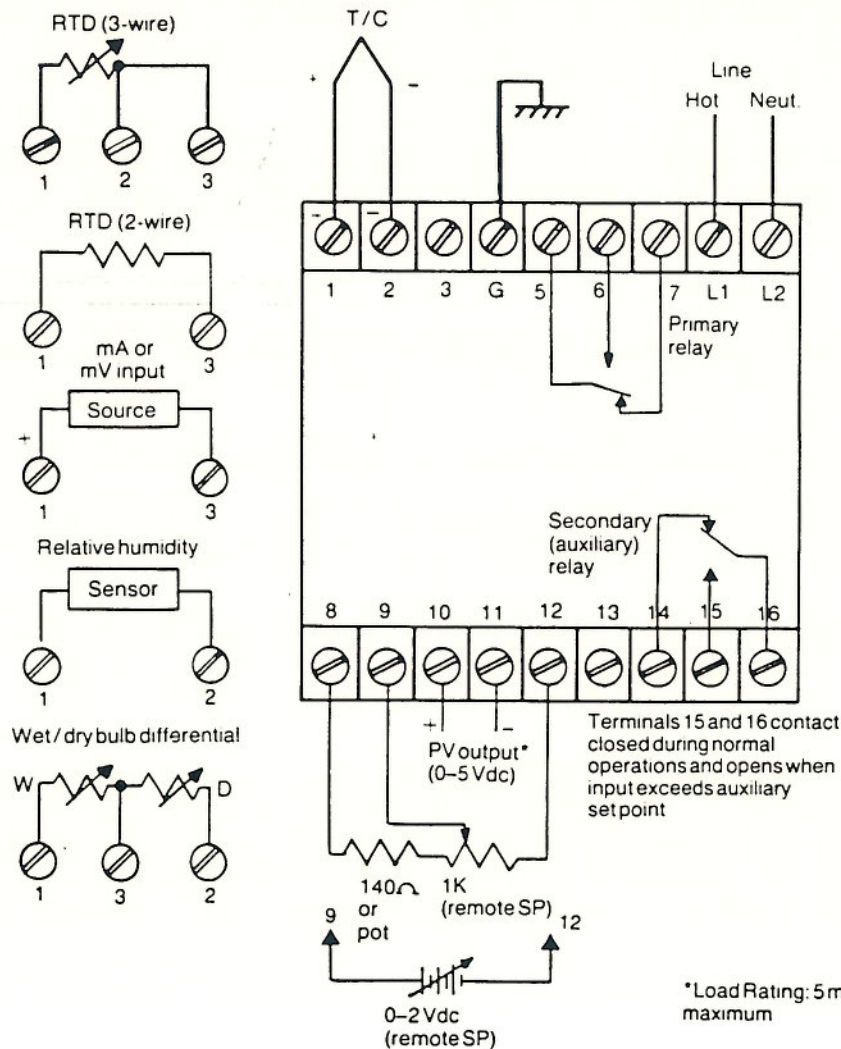 RTD (3-wire)
1 2 3
RTD (2-wire)
1 3
mA or
mV input
Source
+
1 3
Relative humidity
Sensor
1 2
Wet/dry bulb differential
W D
1 3 2
T/C
+ -
Line
Hot Neut.
- -
1 2 3 G 5 6 7 L1 L2
Primary
relay
Secondary
(auxiliary)
relay
8 9 10 11 12 13 14 15 16
+ -
PV output*
(0–5 Vdc)
Terminals 15 and 16 contact
closed during normal
operations and opens when
input exceeds auxiliary
set point
140Ω 1K
or (remote SP)
pot
9 12
0–2 Vdc
(remote SP)
*Load Rating: 5 m
maximum